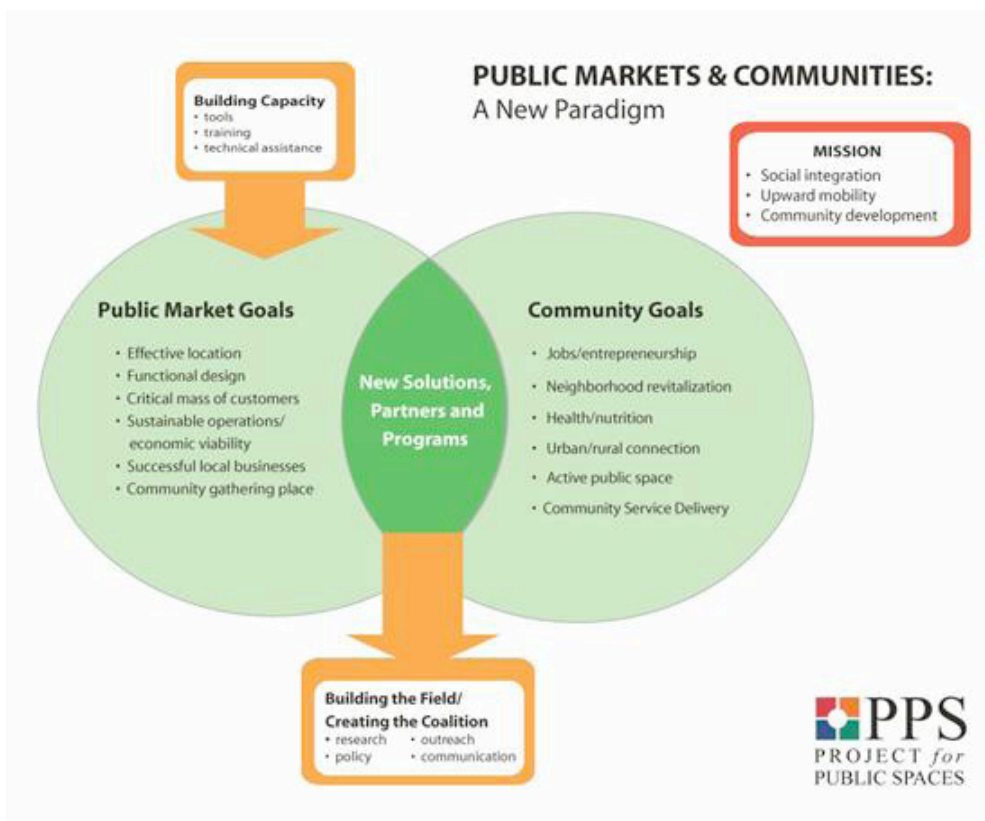 PUBLIC MARKETS & COMMUNITIES:
A New Paradigm
Building Capacity
• tools
• training
• technical assistance
MISSION
• Social integration
• Upward mobility
• Community development
Public Market Goals
• Effective location
• Functional design
• Critical mass of customers
• Sustainable operations/
economic viability
• Successful local businesses
• Community gathering place
New Solutions,
Partners and
Programs
Community Goals
• Jobs/entrepreneurship
• Neighborhood revitalization
• Health/nutrition
• Urban/rural connection
• Active public space
• Community Service Delivery
Building the Field/
Creating the Coalition
• research • outreach
• policy • communication
PPS
PROJECT for
PUBLIC SPACES